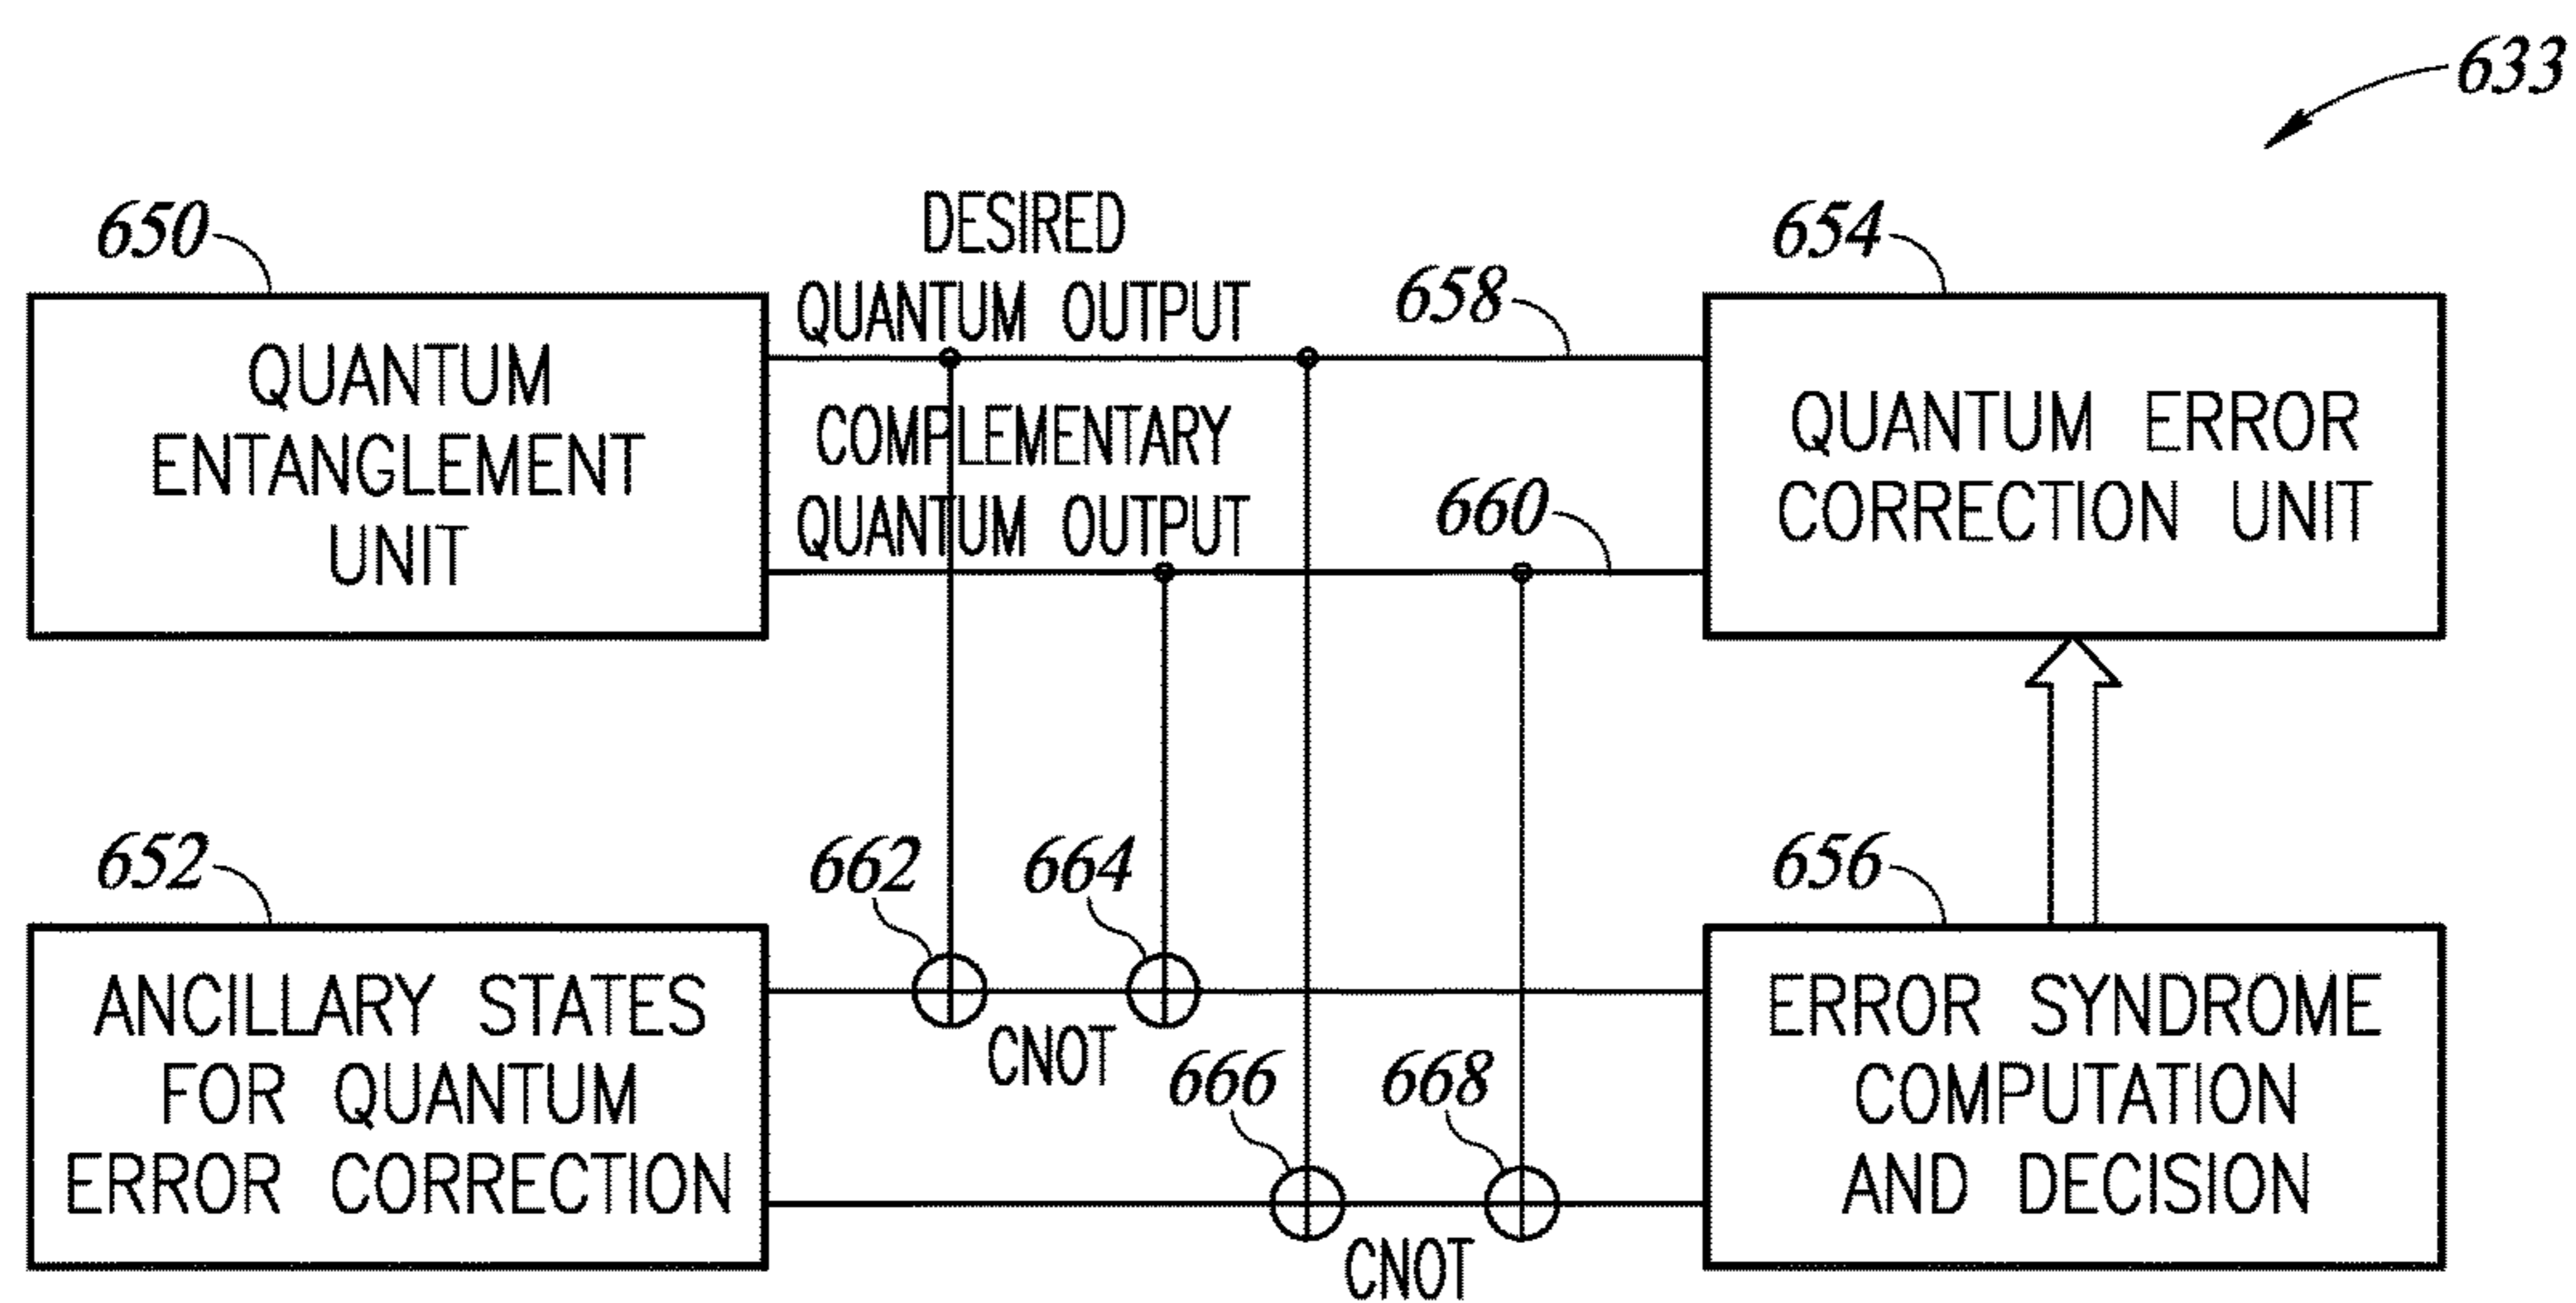 633
650
DESIRED
QUANTUM OUTPUT
658
654
QUANTUM
ENTANGLEMENT
UNIT
COMPLEMENTARY
QUANTUM OUTPUT
660
QUANTUM ERROR
CORRECTION UNIT
652
662
664
656
ANCILLARY STATES
FOR QUANTUM
ERROR CORRECTION
CNOT
666
668
CNOT
ERROR SYNDROME
COMPUTATION
AND DECISION